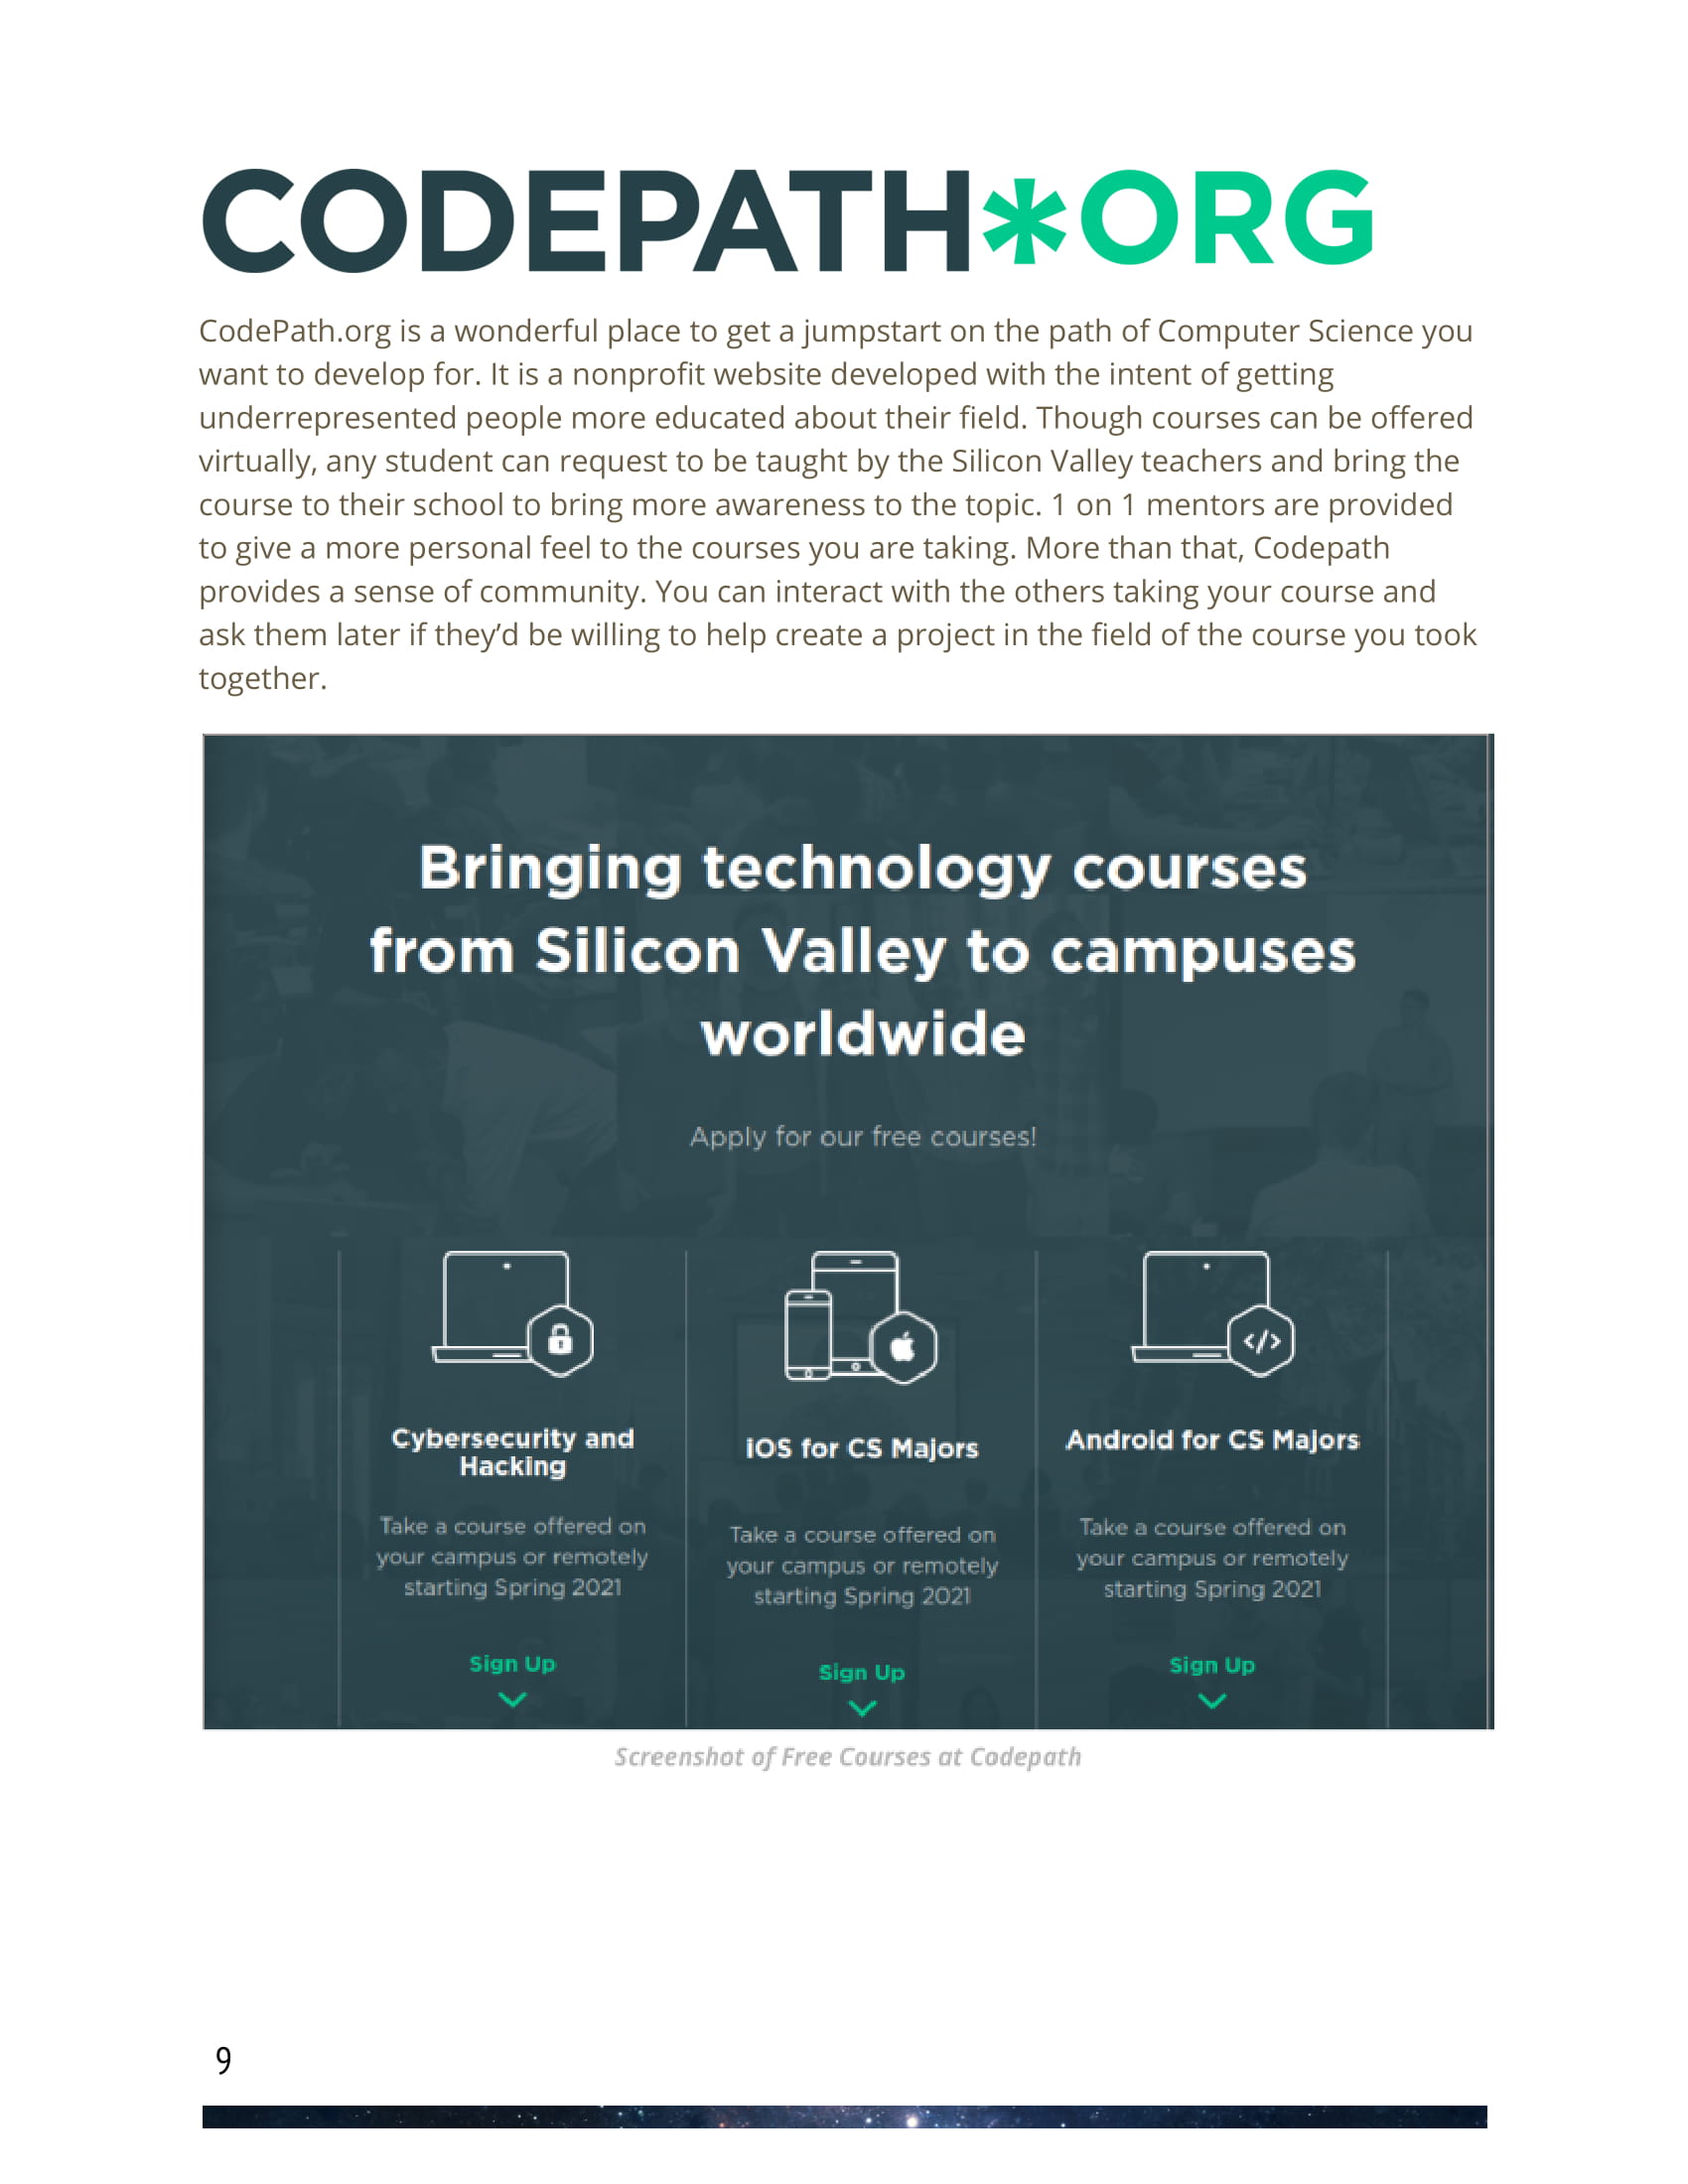 CODEPATH*ORG
CodePath.org is a wonderful place to get a jumpstart on the path of Computer Science you
want to develop for. It is a nonprofit website developed with the intent of getting
underrepresented people more educated about their field. Though courses can be offered
virtually, any student can request to be taught by the Silicon Valley teachers and bring the
course to their school to bring more awareness to the topic. 1 on 1 mentors are provided
to give a more personal feel to the courses you are taking. More than that, Codepath
provides a sense of community. You can interact with the others taking your course and
ask them later if they’d be willing to help create a project in the field of the course you took
together.
Bringing technology courses
from Silicon Valley to campuses
worldwide
Apply for our free courses!
Cybersecurity and
Hacking
Take a course offered on
your campus or remotely
starting Spring 2021
Sign Up
iOS for CS Majors
Take a course offered on
your campus or remotely
starting Spring 2021
Sign Up
</>
Android for CS Majors
Take a course offered on
your campus or remotely
starting Spring 2021
Sign Up
Screenshot of Free Courses at Codepath
9